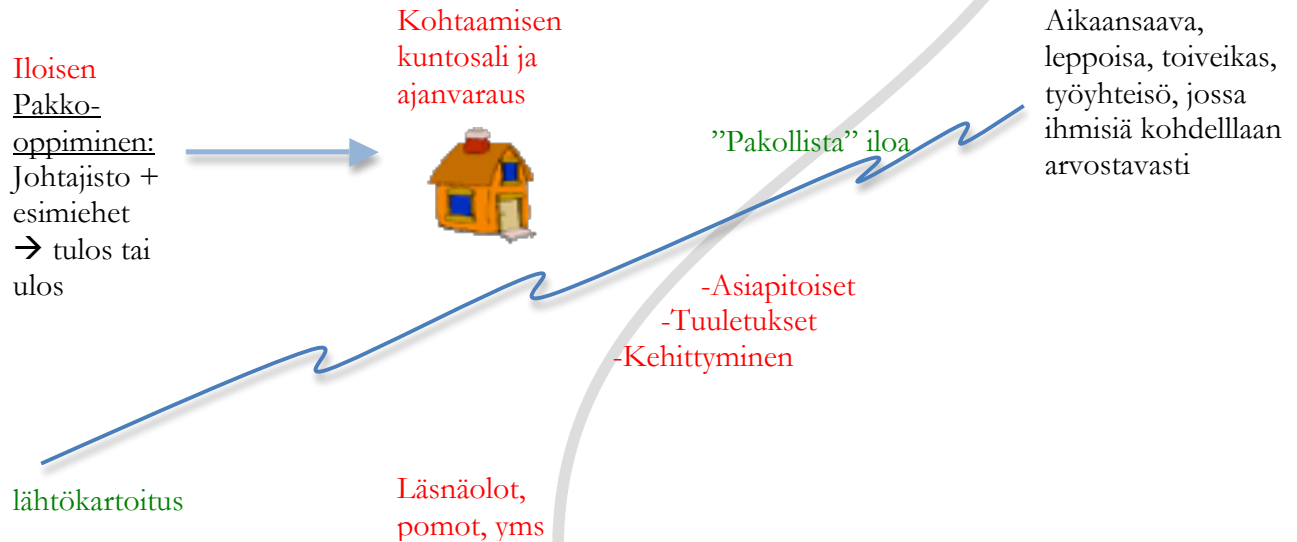 Iloisen
Pakko-
oppiminen:
Johtajisto +
esimiehet
→ tulos tai
ulos
Kohtaamisen
kuntosali ja
ajanvaraus
”Pakollista” iloa
Aikaansaava,
leppoisa, toiveikas,
työyhteisö, jossa
ihmisiä kohdelllaan
arvostavasti
-Asiapitoiset
-Tuuletukset
-Kehittyminen
lähtökartoitus
Läsnäolot,
pomot, yms